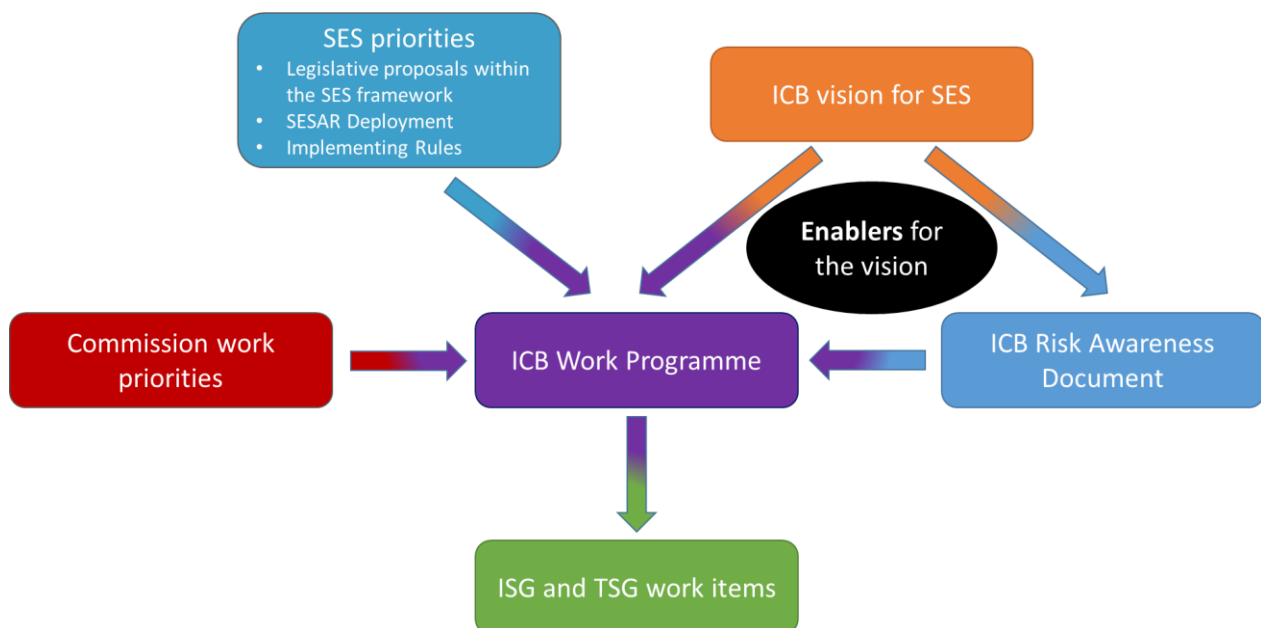 SES priorities
• Legislative proposals within
the SES framework
• SESAR Deployment
• Implementing Rules
ICB vision for SES
Enablers for
the vision
Commission work
priorities
ICB Work Programme
ICB Risk Awareness
Document
ISG and TSG work items